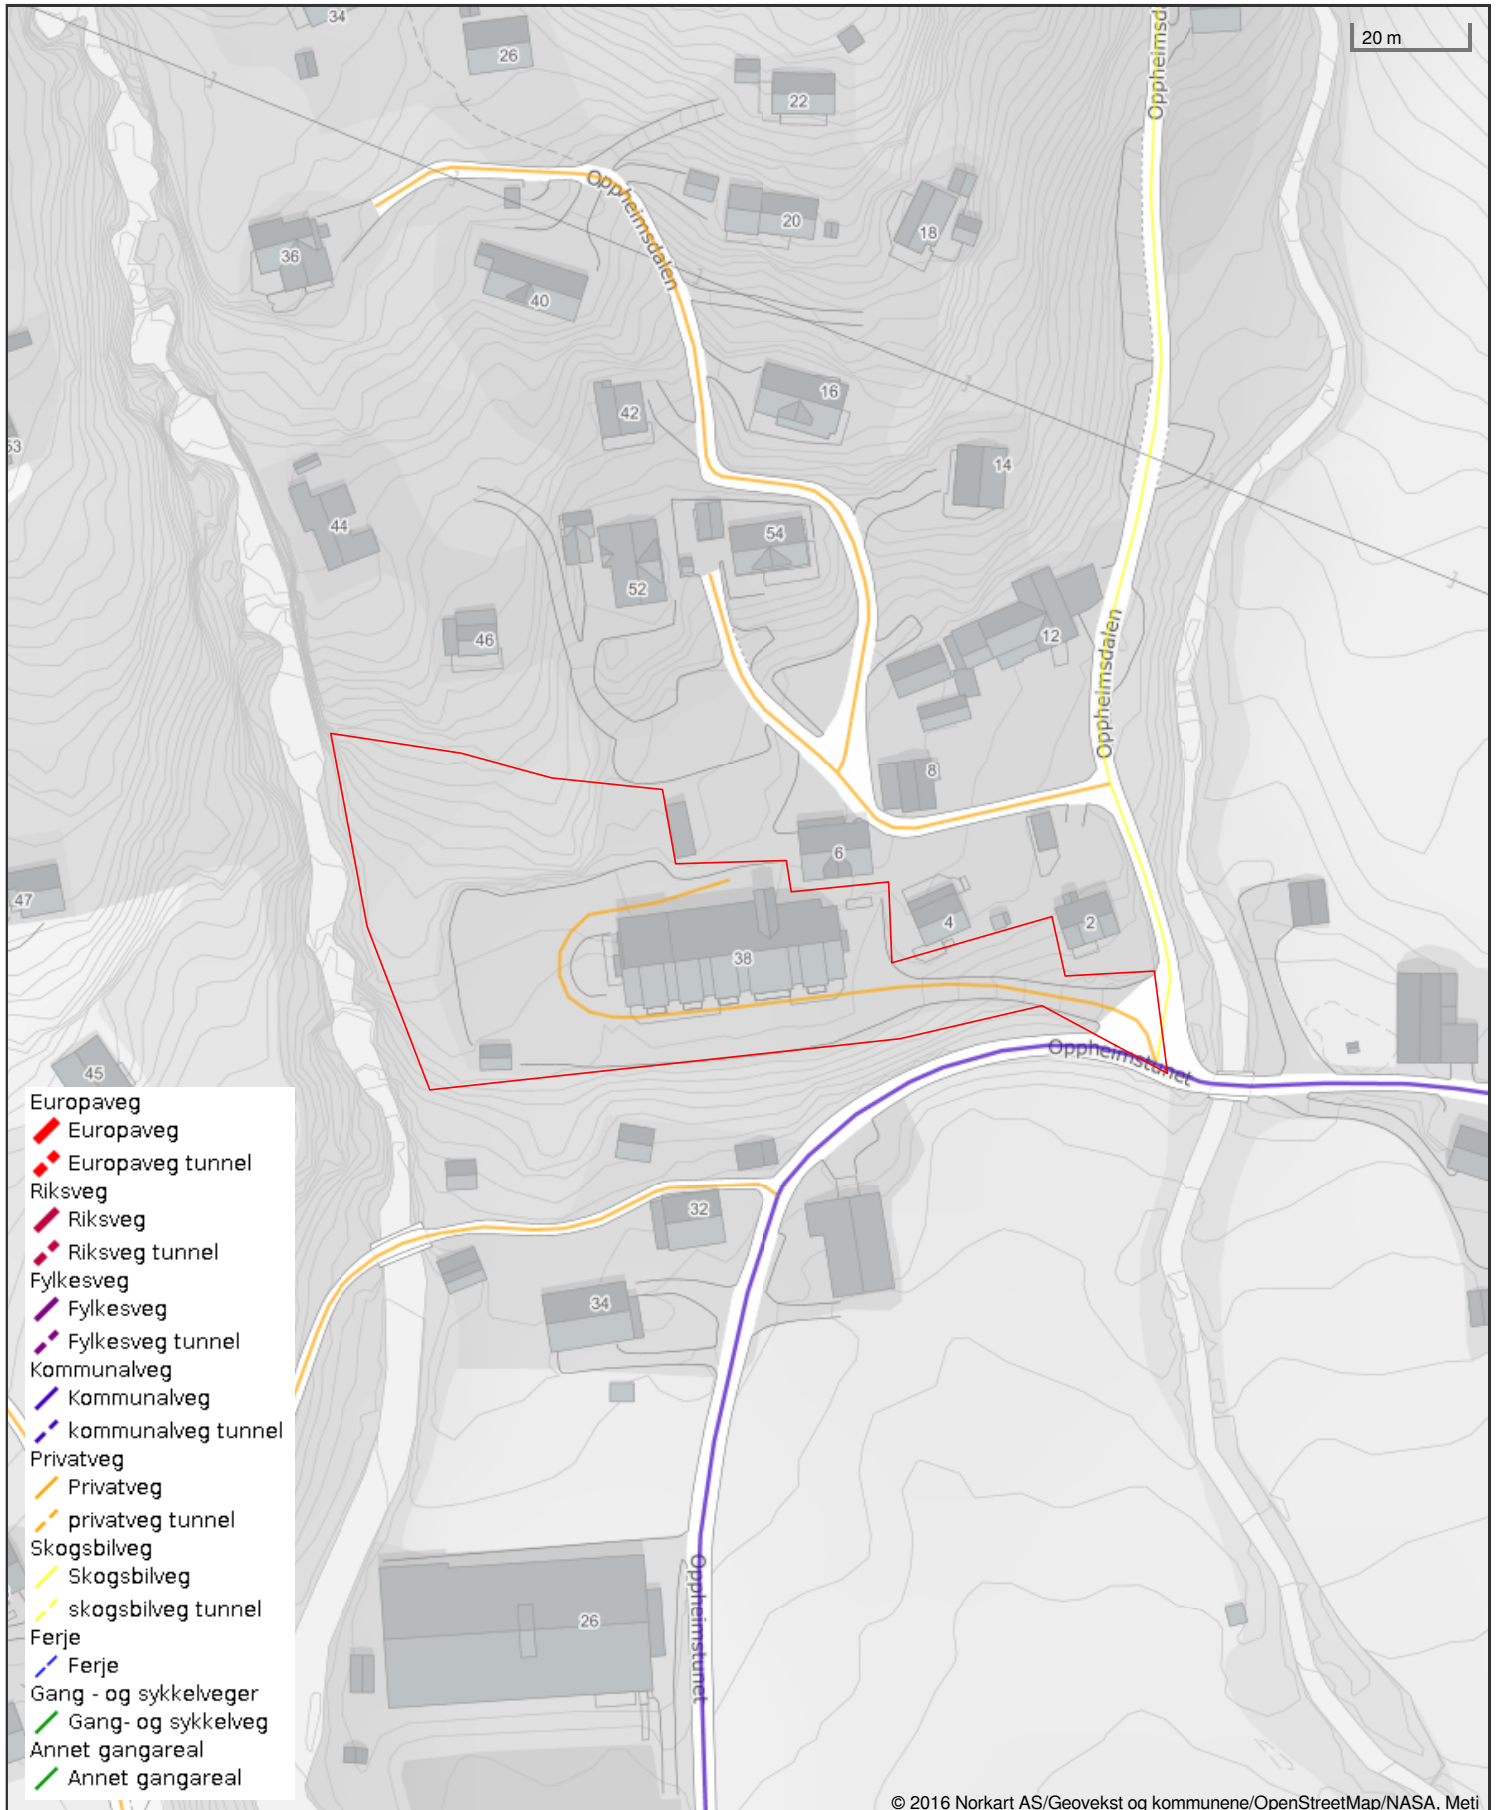 34
26
22
20 m
Oppheimsd
Oppheimsdalen
20
18
36
40
16
42
53
14
44
54
52
12
46
Oppheimsdalen
8
6
47
4
2
38
Oppheimstunet
45
32
34
26
Oppheimstunet
Europaveg
Europaveg
Europaveg tunnel
Riksveg
Riksveg
Riksveg tunnel
Fylkesveg
Fylkesveg
Fylkesveg tunnel
Kommunalveg
Kommunalveg
kommunalveg tunnel
Privatveg
Privatveg
privatveg tunnel
Skogsbilveg
Skogsbilveg
skogsbilveg tunnel
Ferje
Ferje
Gang - og sykkelveger
Gang- og sykkelveg
Annet gangareal
Annet gangareal
© 2016 Norkart AS/Geovekst og kommunene/OpenStreetMap/NASA, Meti